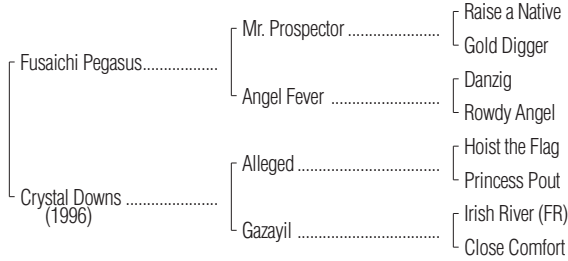 Raise a Native
Mr. Prospector ......................
Gold Digger
Fusaichi Pegasus..................
Danzig
Angel Fever ..........................
Rowdy Angel
Hoist the Flag
Alleged..................................
Princess Pout
Crystal Downs ......................
(1996)
Irish River (FR)
Gazayil ..................................
Close Comfort